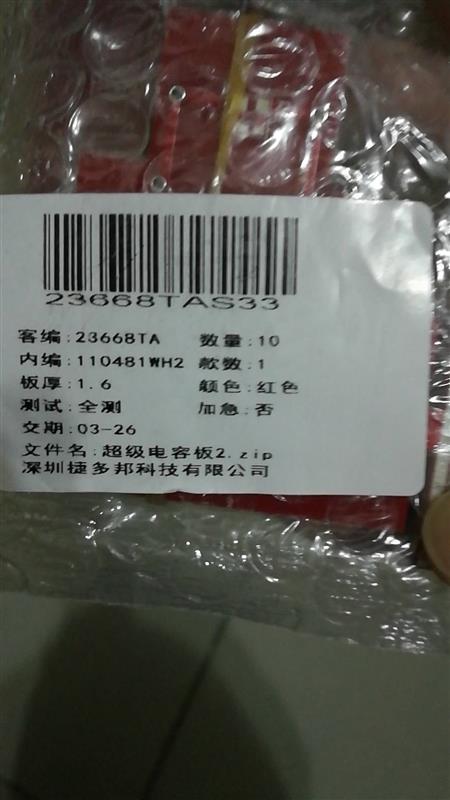 23668TAS33
客编:23668TA 数量:10
内编:110481WH2 款数:1
板厚:1.6 颜色:红色
测试:全测 加急:否
交期:03-26
文件名:超级电容板2.zip
深圳捷多邦科技有限公司